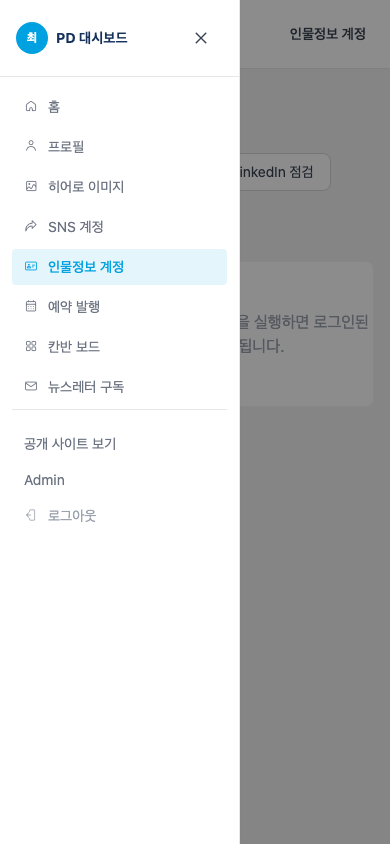 최 PD 대시보드
인물정보 계정
홈
프로필
히어로 이미지
SNS 계정
인물정보 계정
예약 발행
칸반 보드
뉴스레터 구독
공개 사이트 보기
Admin
로그아웃
inkedIn 점검
을 실행하면 로그인된
됩니다.